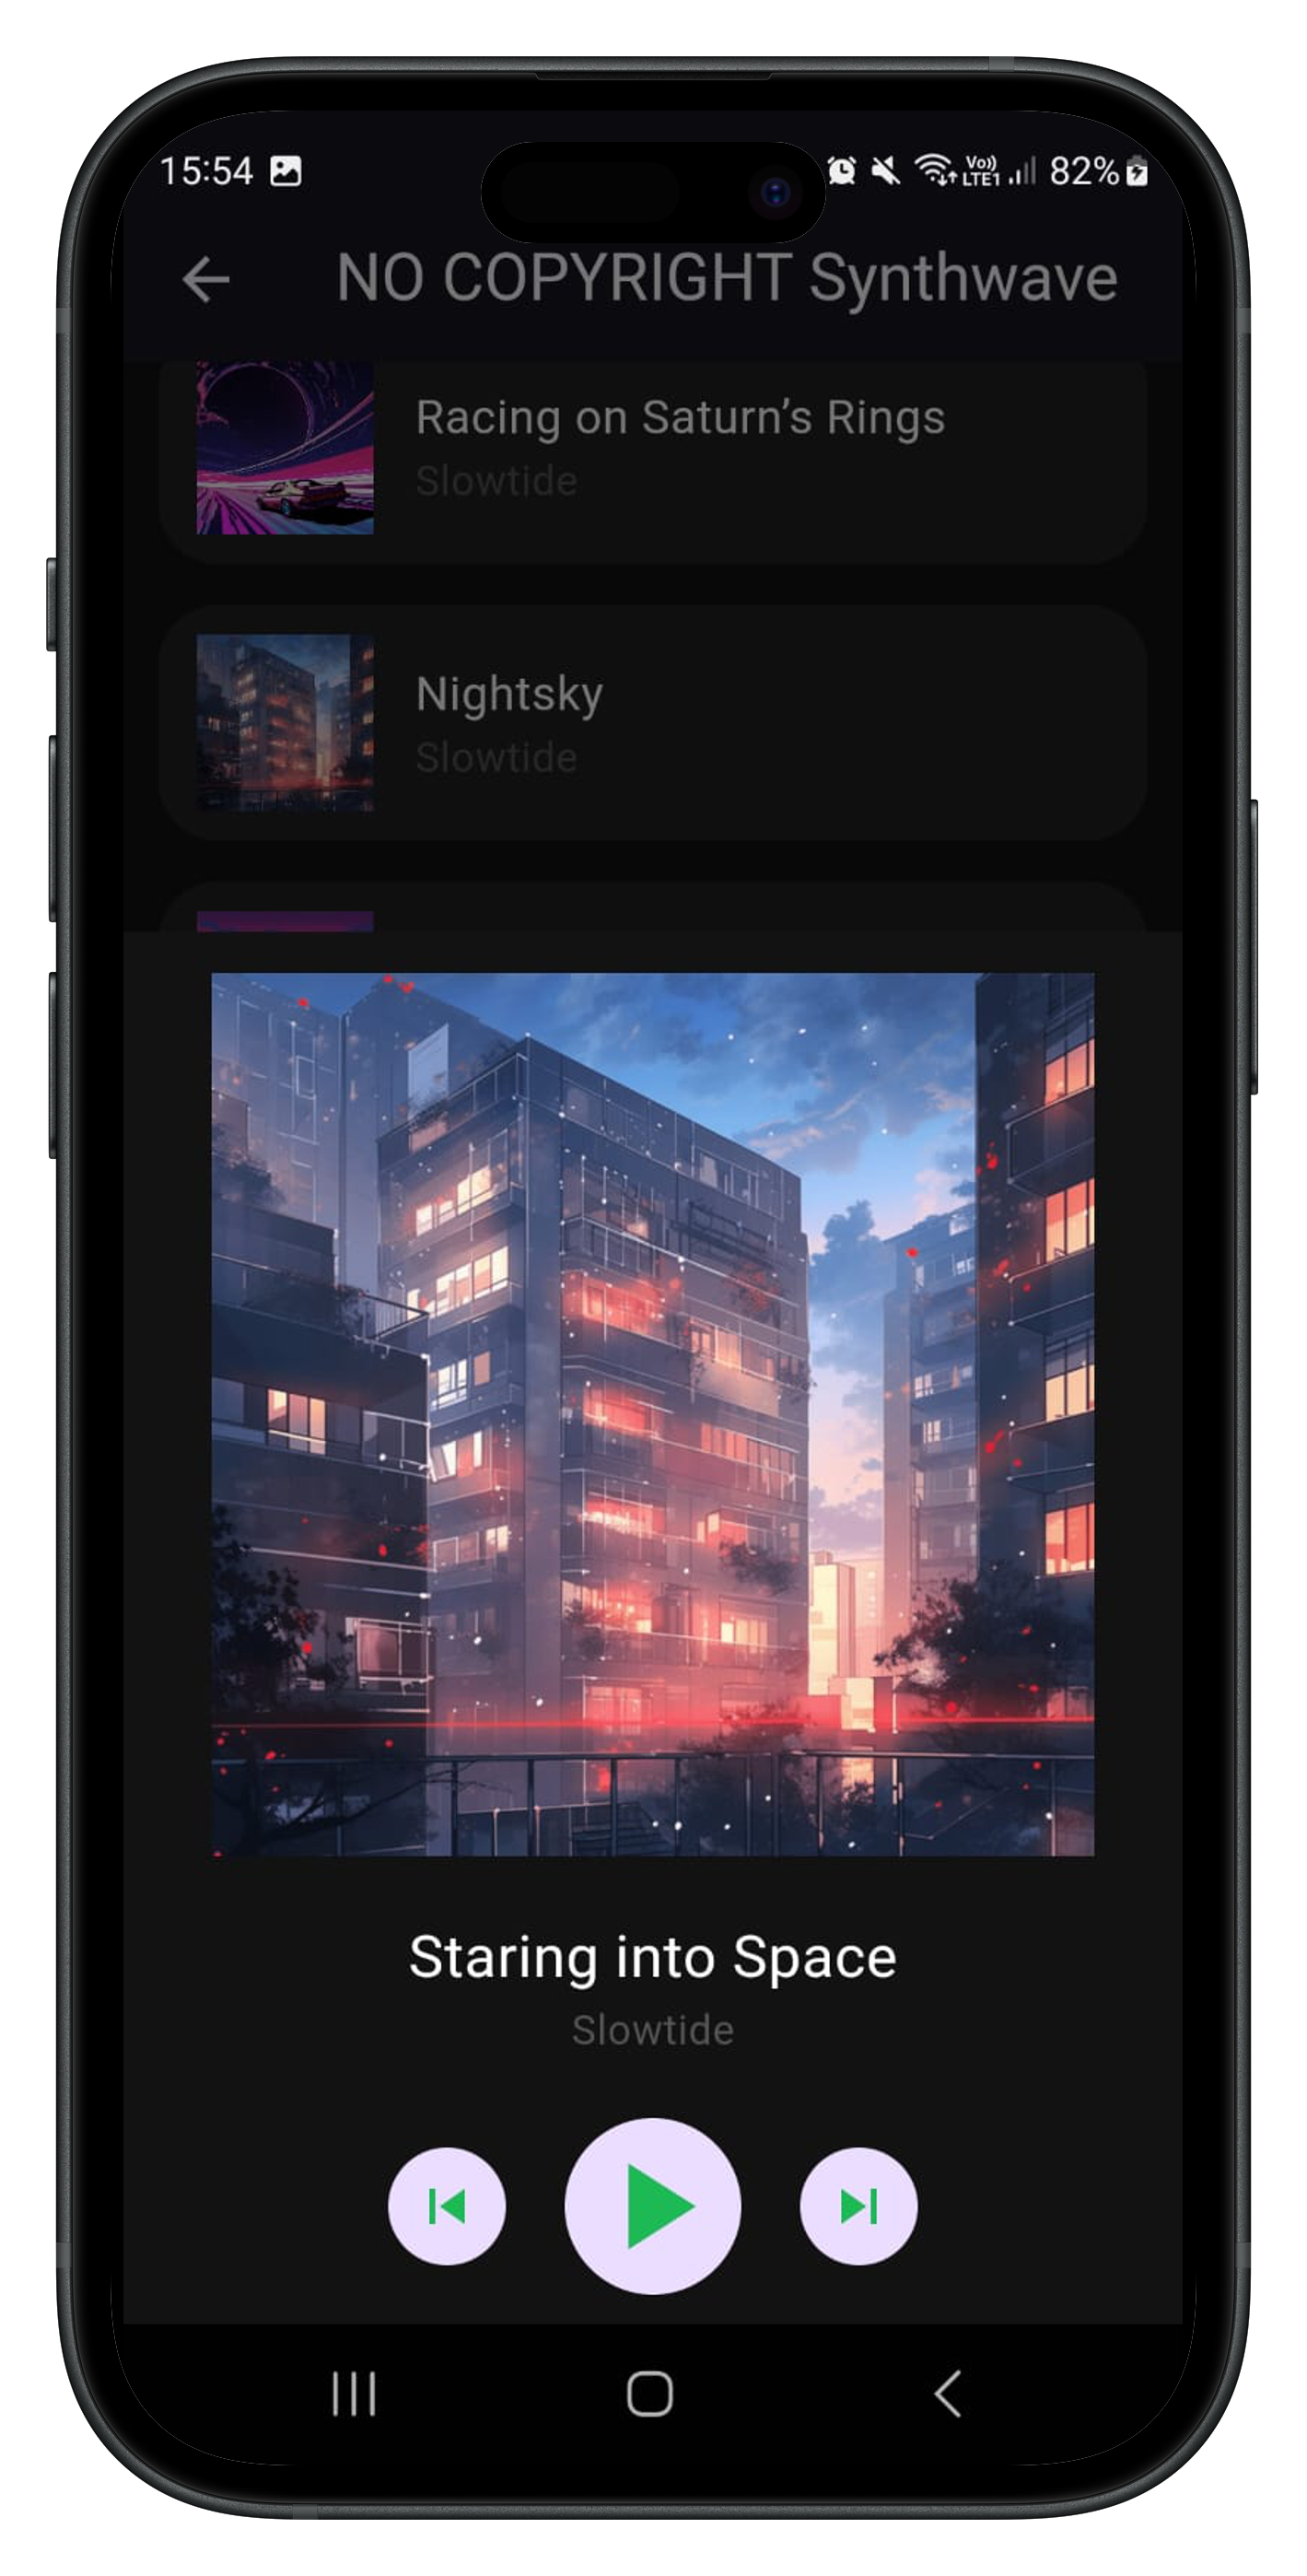 15:54 Vo)) LTE1 82%
NO COPYRIGHT Synthwave
Racing on Saturn’s Rings
Slowtide
Nightsky
Slowtide
Staring into Space
Slowtide